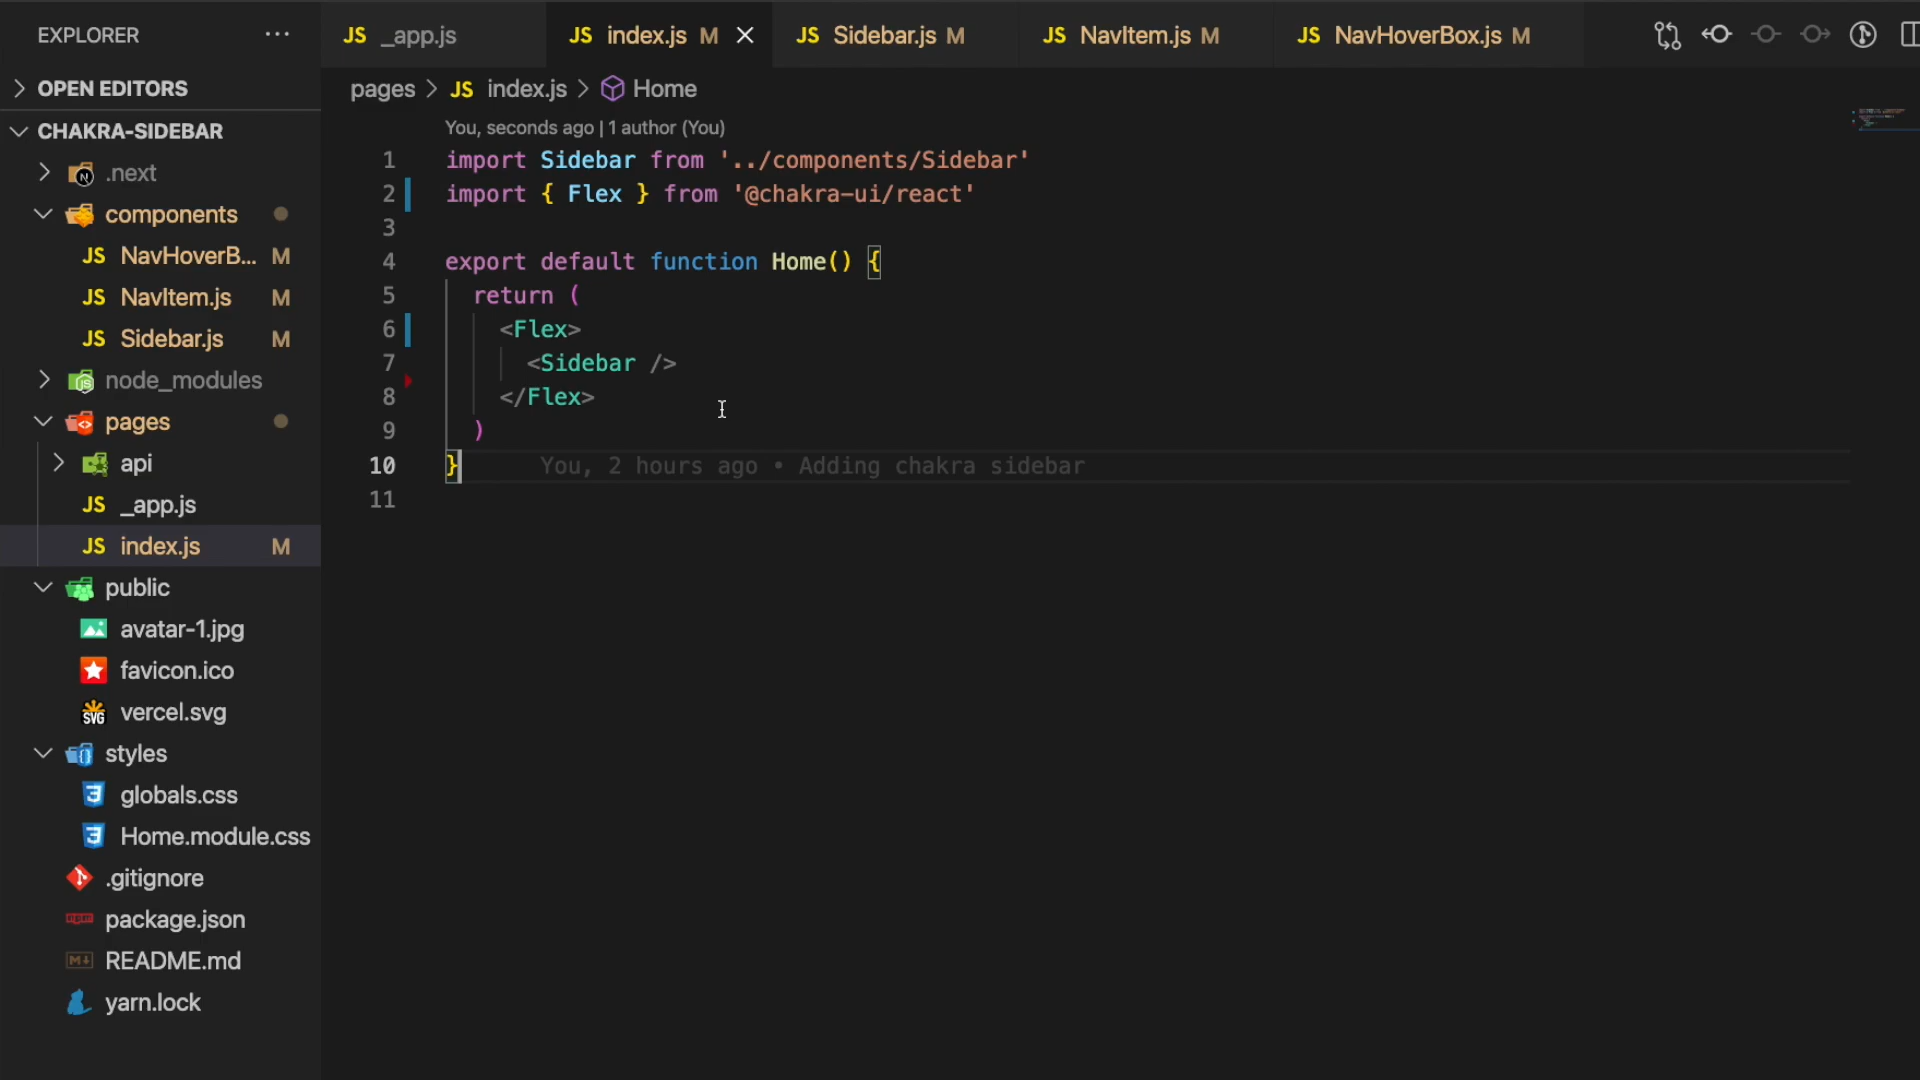 EXPLORER
OPEN EDITORS
CHAKRA-SIDEBAR
.next
components
JS NavHoverB... M
JS NavItem.js M
JS Sidebar.js M
node_modules
pages
api
JS _app.js
JS index.js M
public
avatar-1.jpg
favicon.ico
SVG vercel.svg
styles
globals.css
Home.module.css
.gitignore
package.json
README.md
yarn.lock
JS _app.js
JS index.js M
JS Sidebar.js M
JS NavItem.js M
JS NavHoverBox.js M
pages > JS index.js > Home
You, seconds ago | 1 author (You)
1 import Sidebar from '../components/Sidebar'
2 import { Flex } from '@chakra-ui/react'
3
4 export default function Home() {
5 return (
6 <Flex>
7 <Sidebar />
8 </Flex>
9 )
10 } You, 2 hours ago • Adding chakra sidebar
11